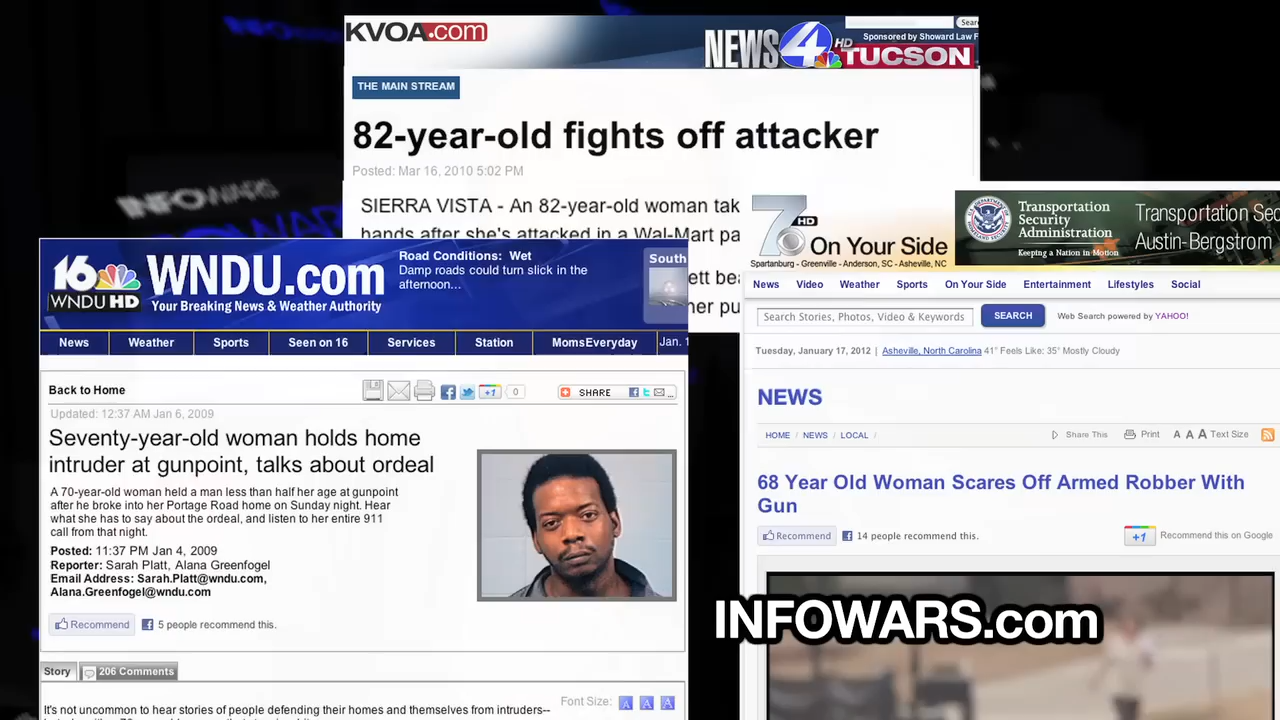 KVOA.com
Sear
Sponsored by Showard Law F
NEWS 4 HD
TUCSON
THE MAIN STREAM
82-year-old fights off attacker
Posted: Mar 16, 2010 5:02 PM
SIERRA VISTA - An 82-year-old woman tak
hands after she's attacked in a Wal-Mart pa
ett bea
her pu
INFOWARS
7 HD
On Your Side
Spartanburg - Greenville - Anderson, SC - Asheville, NC
Transportation
Security
Administration
Keeping a Nation in Motion
Transportation Sec
Austin-Bergstrom
News Video Weather Sports On Your Side Entertainment Lifestyles Social
Search Stories, Photos, Video & Keywords SEARCH Web Search powered by YAHOO!
Tuesday, January 17, 2012 | Asheville, North Carolina 41° Feels Like: 35° Mostly Cloudy
NEWS
HOME / NEWS / LOCAL /
Share This Print A A A Text Size
68 Year Old Woman Scares Off Armed Robber With
Gun
Recommend 14 people recommend this.
+1 Recommend this on Google
16 WNDU HD
WNDU.com
Your Breaking News & Weather Authority
Road Conditions: Wet
Damp roads could turn slick in the
afternoon...
South
News Weather Sports Seen on 16 Services Station MomsEveryday Jan. 1
Back to Home
+1 0
SHARE
Updated: 12:37 AM Jan 6, 2009
Seventy-year-old woman holds home
intruder at gunpoint, talks about ordeal
A 70-year-old woman held a man less than half her age at gunpoint
after he broke into her Portage Road home on Sunday night. Hear
what she has to say about the ordeal, and listen to her entire 911
call from that night.
Posted: 11:37 PM Jan 4, 2009
Reporter: Sarah Platt, Alana Greenfogel
Email Address: Sarah.Platt@wndu.com,
Alana.Greenfogel@wndu.com
Recommend 5 people recommend this.
Story 206 Comments
Font Size: A A A
It's not uncommon to hear stories of people defending their homes and themselves from intruders--
INFOWARS.com